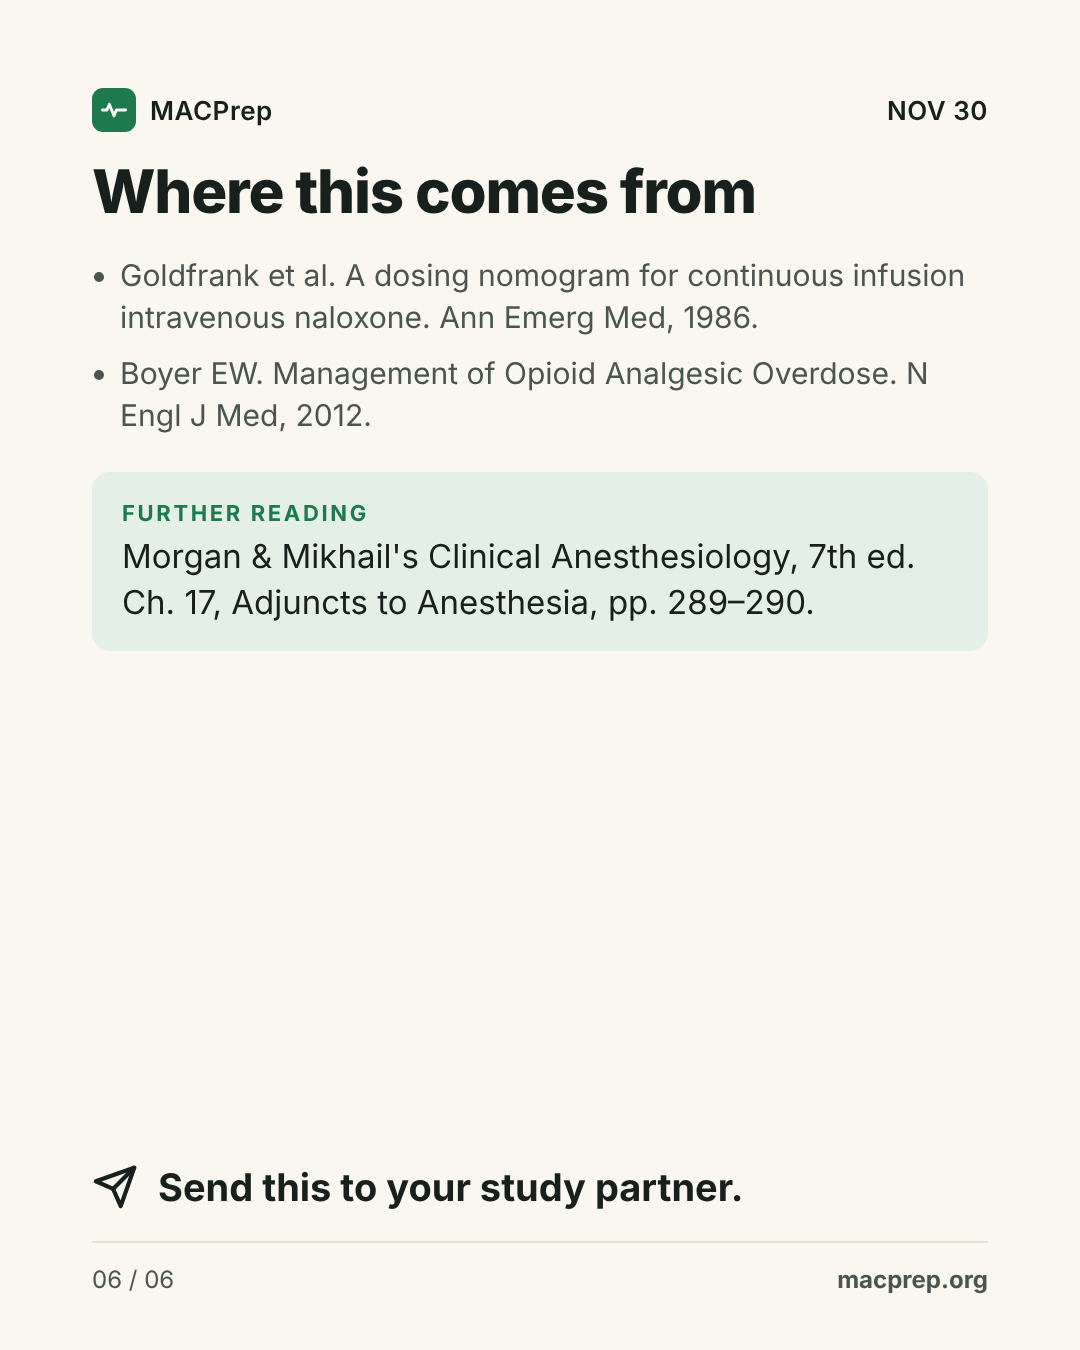 MACPrep
NOV 30
Where this comes from
• Goldfrank et al. A dosing nomogram for continuous infusion
intravenous naloxone. Ann Emerg Med, 1986.
• Boyer EW. Management of Opioid Analgesic Overdose. N
Engl J Med, 2012.
FURTHER READING
Morgan & Mikhail's Clinical Anesthesiology, 7th ed.
Ch. 17, Adjuncts to Anesthesia, pp. 289–290.
Send this to your study partner.
06 / 06
macprep.org